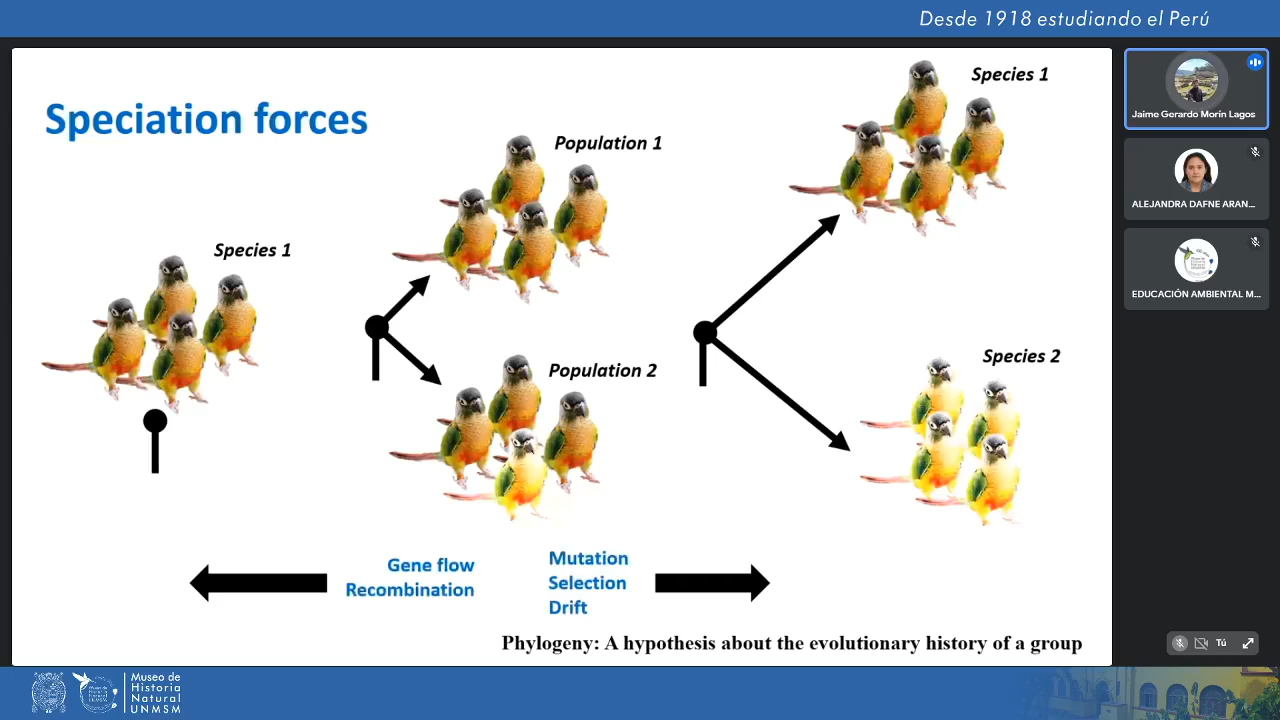 Desde 1918 estudiando el Perú
Speciation forces
Species 1
Population 1
Population 2
Species 1
Species 2
Gene flow
Recombination
Mutation
Selection
Drift
Phylogeny: A hypothesis about the evolutionary history of a group
Jaime Gerardo Morín Lagos
ALEJANDRA DAFNE ARAN...
EDUCACIÓN AMBIENTAL M...
Tú
Museo de
Historia
Natural
UNMSM